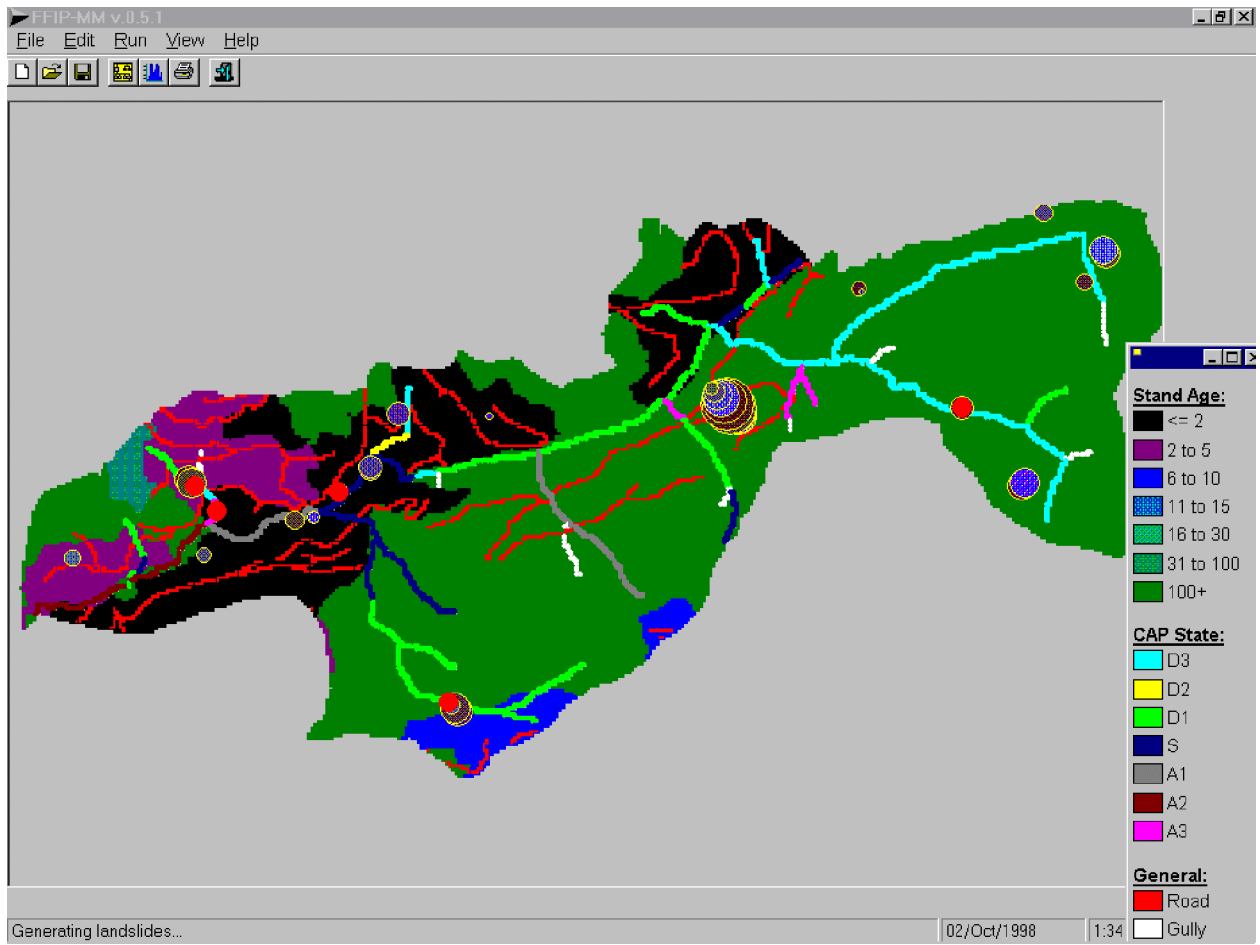 FFIP-MM v.0.5.1
File Edit Run View Help
Stand Age:
<= 2
2 to 5
6 to 10
11 to 15
16 to 30
31 to 100
100+
CAP State:
D3
D2
D1
S
A1
A2
A3
General:
Road
Gully
Generating landslides... 02/Oct/1998 1:34